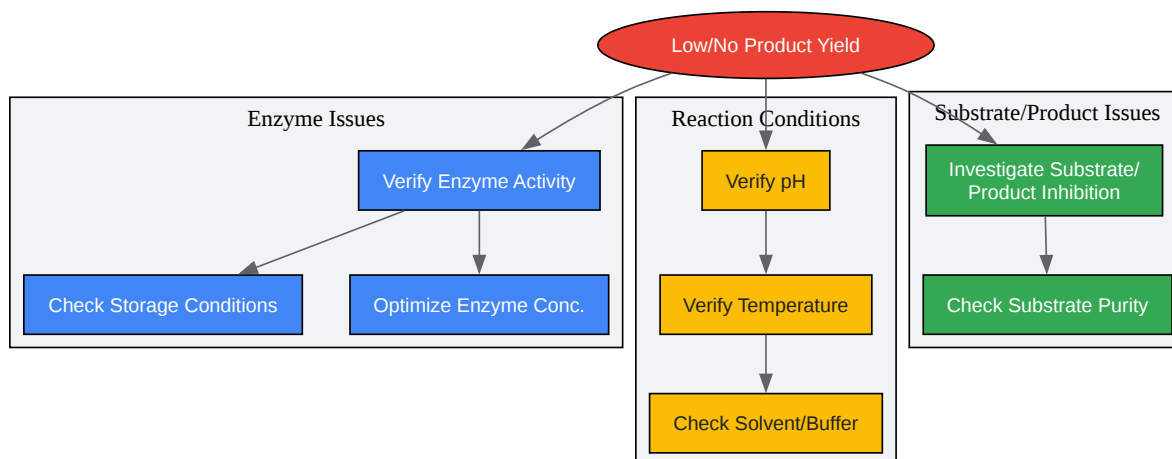 Low/No Product Yield
Enzyme Issues
Verify Enzyme Activity
Check Storage Conditions
Optimize Enzyme Conc.
Reaction Conditions
Verify pH
Verify Temperature
Check Solvent/Buffer
Substrate/Product Issues
Investigate Substrate/
Product Inhibition
Check Substrate Purity